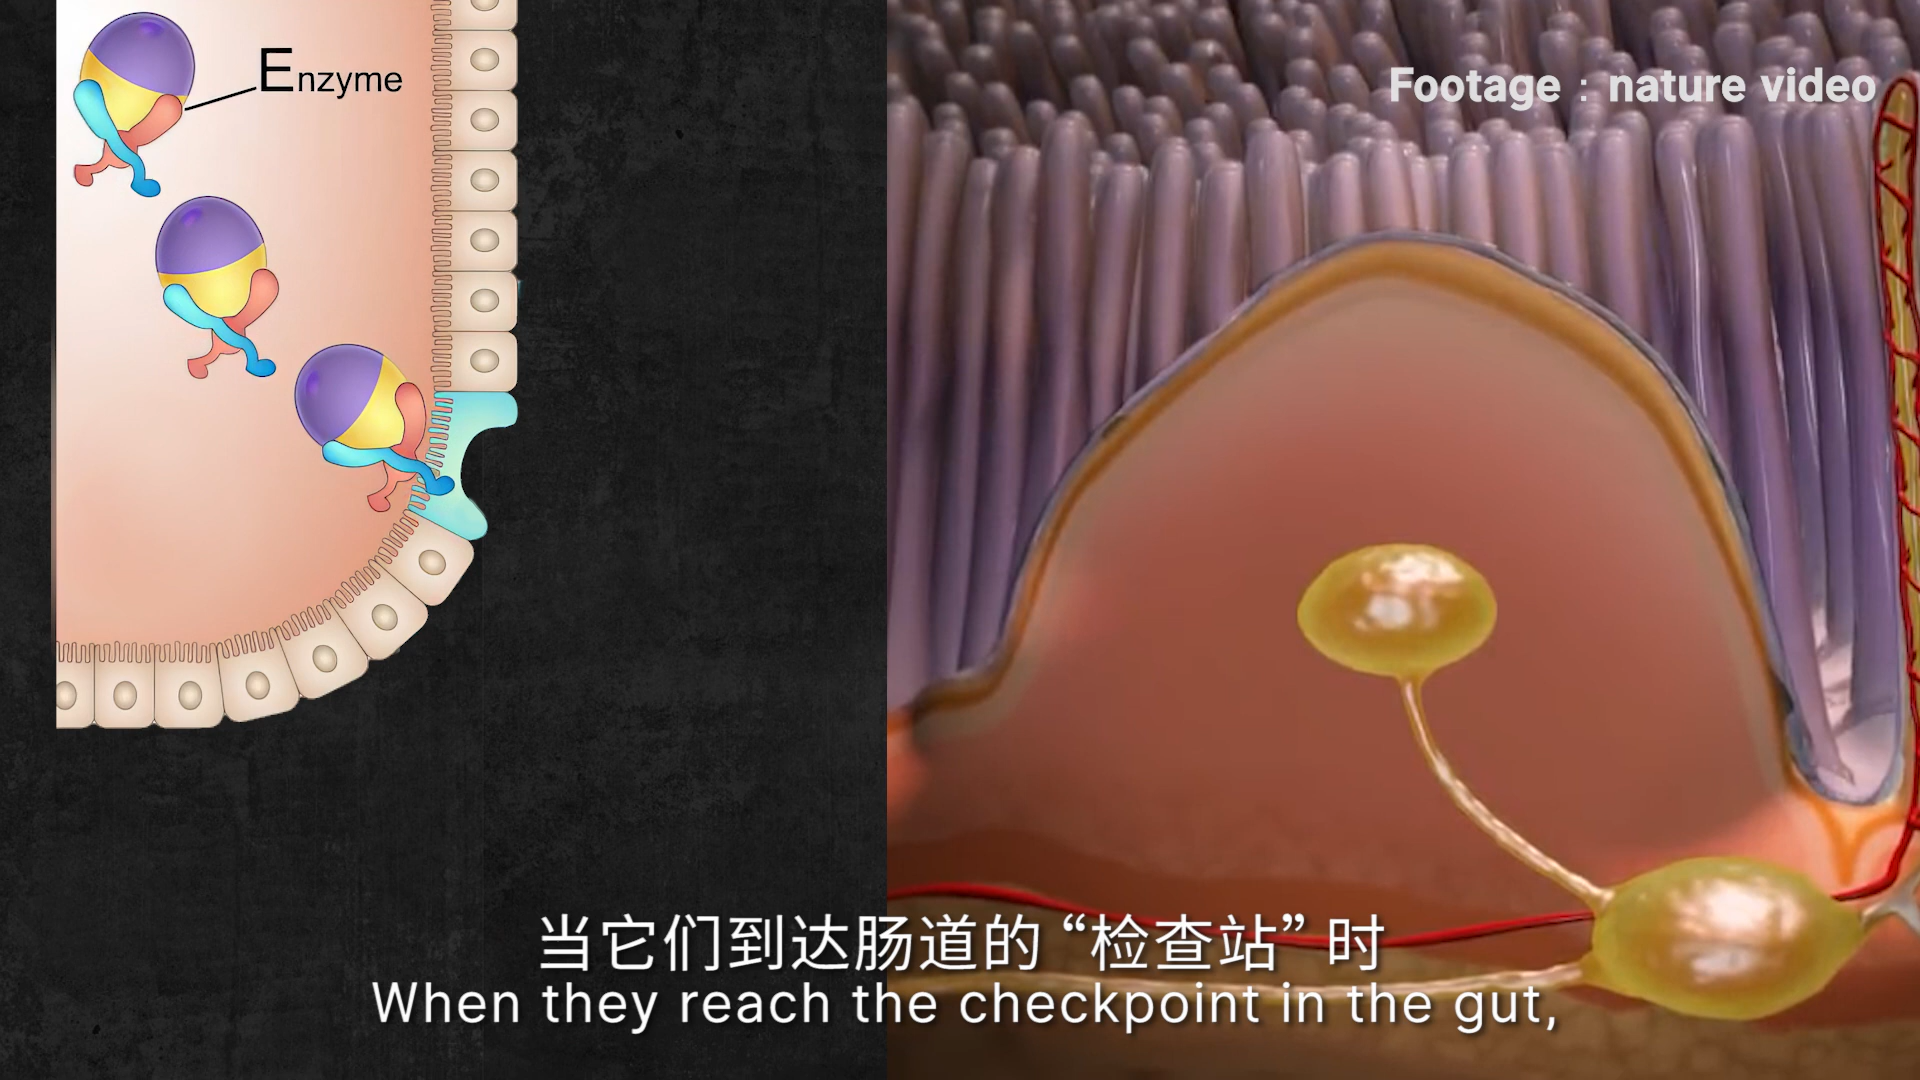 Enzyme
Footage : nature video
当它们到达肠道的“检查站”时
When they reach the checkpoint in the gut,